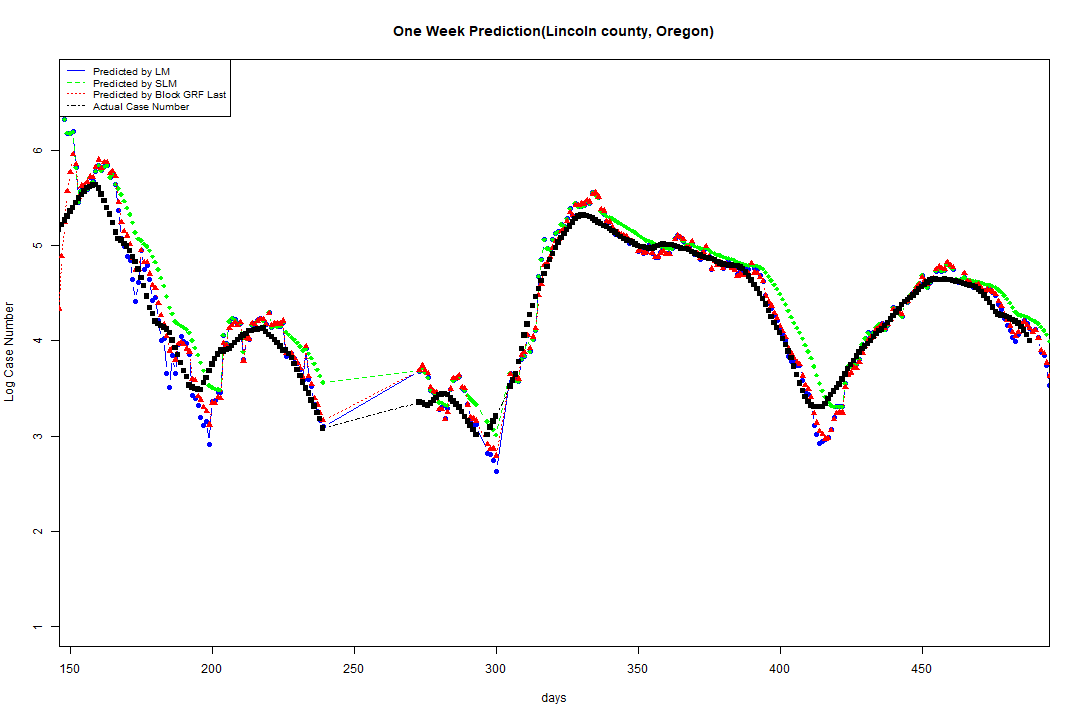 One Week Prediction(Lincoln county, Oregon)
Predicted by LM
Predicted by SLM
Predicted by Block GRF Last
Actual Case Number
Log Case Number
6
5
4
3
2
1
150 200 250 300 350 400 450
days